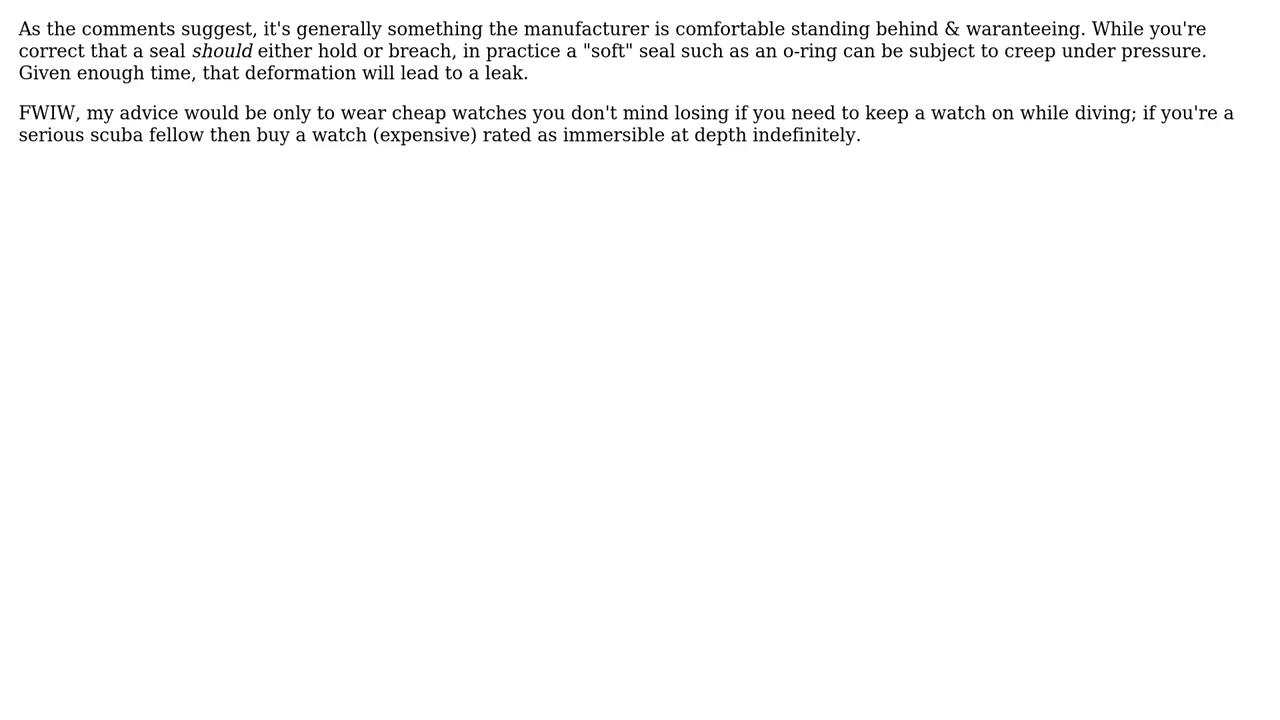 As the comments suggest, it's generally something the manufacturer is comfortable standing behind & waranteeing. While you're
correct that a seal should either hold or breach, in practice a "soft" seal such as an o-ring can be subject to creep under pressure.
Given enough time, that deformation will lead to a leak.
FWIW, my advice would be only to wear cheap watches you don't mind losing if you need to keep a watch on while diving; if you're a
serious scuba fellow then buy a watch (expensive) rated as immersible at depth indefinitely.